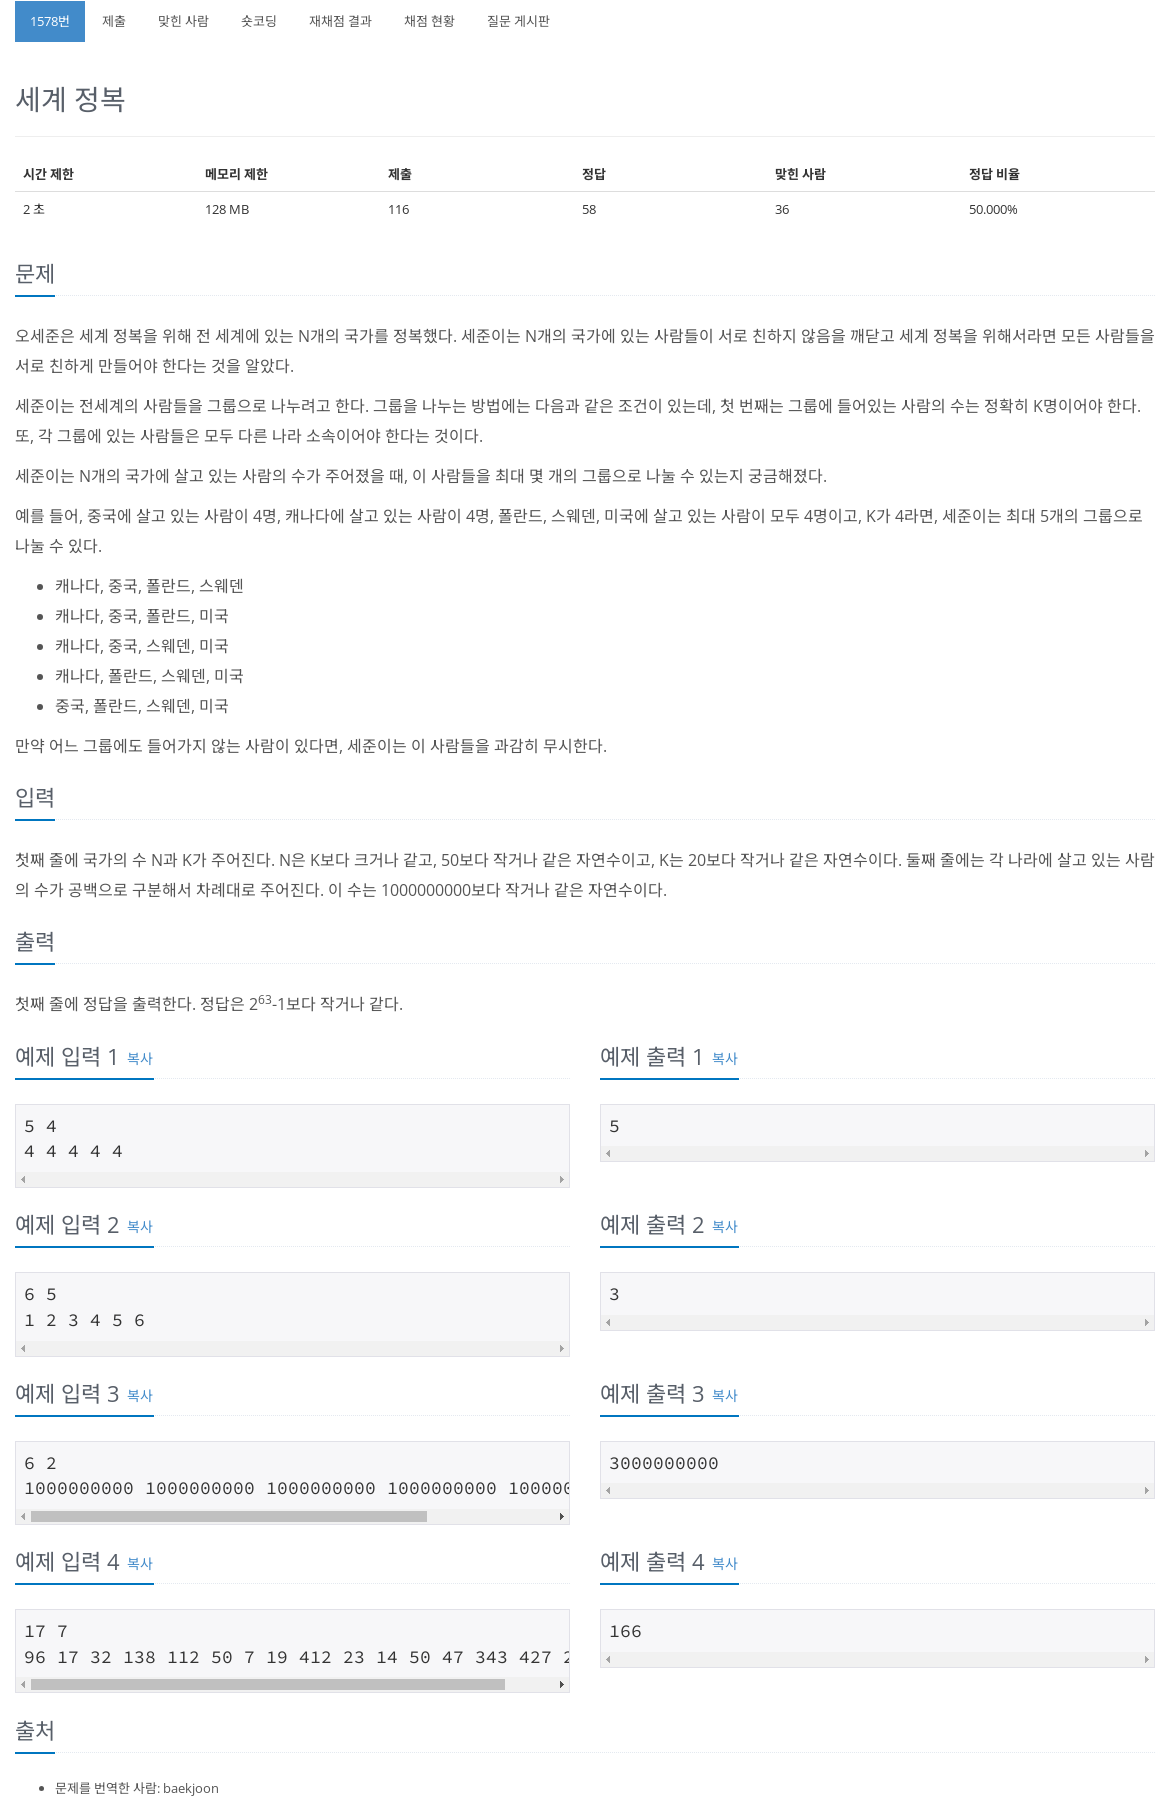 1578번 제출 맞힌 사람 숏코딩 재채점 결과 채점 현황 질문 게시판
세계 정복
시간 제한 메모리 제한 제출 정답 맞힌 사람 정답 비율
2 초 128 MB 116 58 36 50.000%
문제
오세준은 세계 정복을 위해 전 세계에 있는 N개의 국가를 정복했다. 세준이는 N개의 국가에 있는 사람들이 서로 친하지 않음을 깨닫고 세계 정복을 위해서라면 모든 사람들을
서로 친하게 만들어야 한다는 것을 알았다.
세준이는 전세계의 사람들을 그룹으로 나누려고 한다. 그룹을 나누는 방법에는 다음과 같은 조건이 있는데, 첫 번째는 그룹에 들어있는 사람의 수는 정확히 K명이어야 한다.
또, 각 그룹에 있는 사람들은 모두 다른 나라 소속이어야 한다는 것이다.
세준이는 N개의 국가에 살고 있는 사람의 수가 주어졌을 때, 이 사람들을 최대 몇 개의 그룹으로 나눌 수 있는지 궁금해졌다.
예를 들어, 중국에 살고 있는 사람이 4명, 캐나다에 살고 있는 사람이 4명, 폴란드, 스웨덴, 미국에 살고 있는 사람이 모두 4명이고, K가 4라면, 세준이는 최대 5개의 그룹으로
나눌 수 있다.
• 캐나다, 중국, 폴란드, 스웨덴
• 캐나다, 중국, 폴란드, 미국
• 캐나다, 중국, 스웨덴, 미국
• 캐나다, 폴란드, 스웨덴, 미국
• 중국, 폴란드, 스웨덴, 미국
만약 어느 그룹에도 들어가지 않는 사람이 있다면, 세준이는 이 사람들을 과감히 무시한다.
입력
첫째 줄에 국가의 수 N과 K가 주어진다. N은 K보다 크거나 같고, 50보다 작거나 같은 자연수이고, K는 20보다 작거나 같은 자연수이다. 둘째 줄에는 각 나라에 살고 있는 사람
의 수가 공백으로 구분해서 차례대로 주어진다. 이 수는 1000000000보다 작거나 같은 자연수이다.
출력
첫째 줄에 정답을 출력한다. 정답은 2^63-1보다 작거나 같다.
예제 입력 1 복사
5 4
4 4 4 4 4
예제 출력 1 복사
5
예제 입력 2 복사
6 5
1 2 3 4 5 6
예제 출력 2 복사
3
예제 입력 3 복사
6 2
1000000000 1000000000 1000000000 1000000000 100000
예제 출력 3 복사
3000000000
예제 입력 4 복사
17 7
96 17 32 138 112 50 7 19 412 23 14 50 47 343 427 2
예제 출력 4 복사
166
출처
• 문제를 번역한 사람: baekjoon